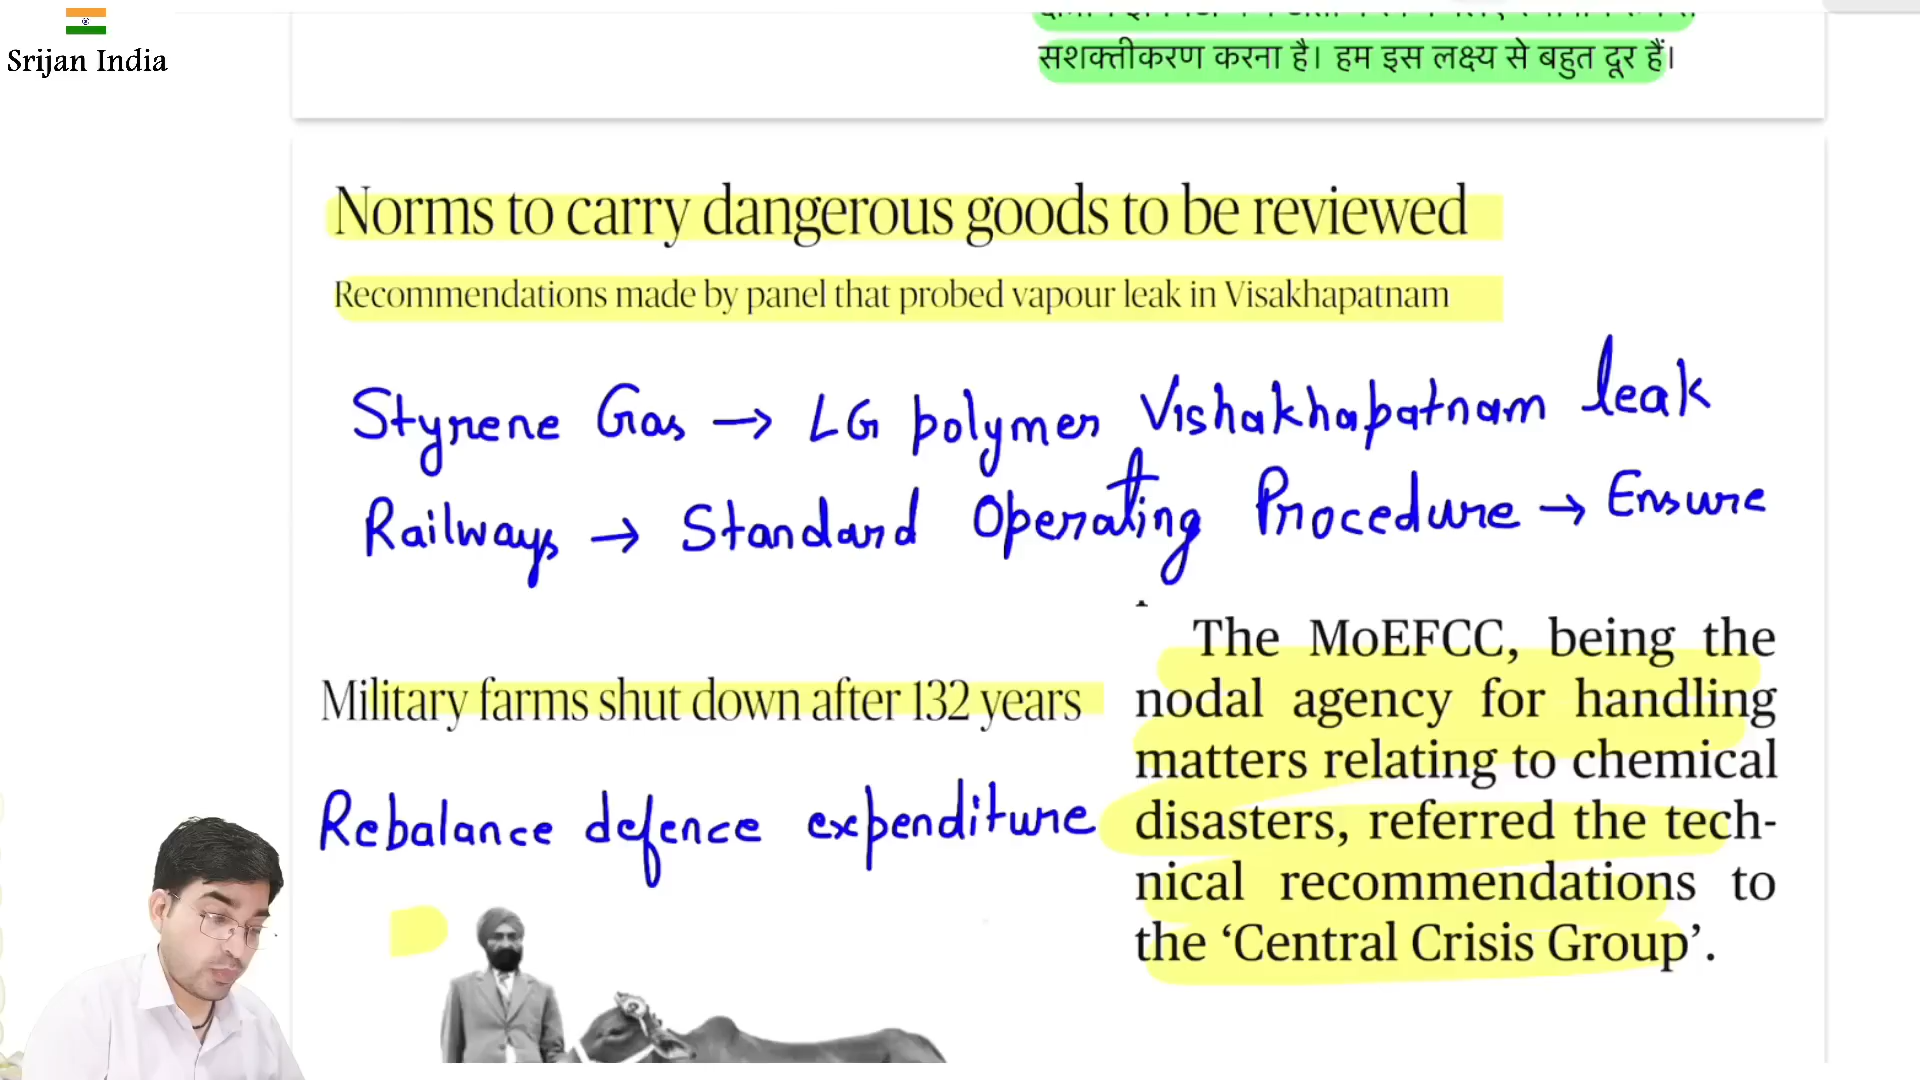 Srijan India
सशक्तीकरण करना है। हम इस लक्ष्य से बहुत दूर हैं।
Norms to carry dangerous goods to be reviewed
Recommendations made by panel that probed vapour leak in Visakhapatnam
Styrene Gas → LG polymer Vishakhapatnam leak
Railways → Standard Operating Procedure → Ensure
Military farms shut down after 132 years
Rebalance defence expenditure
The MoEFCC, being the
nodal agency for handling
matters relating to chemical
disasters, referred the tech-
nical recommendations to
the ‘Central Crisis Group’.